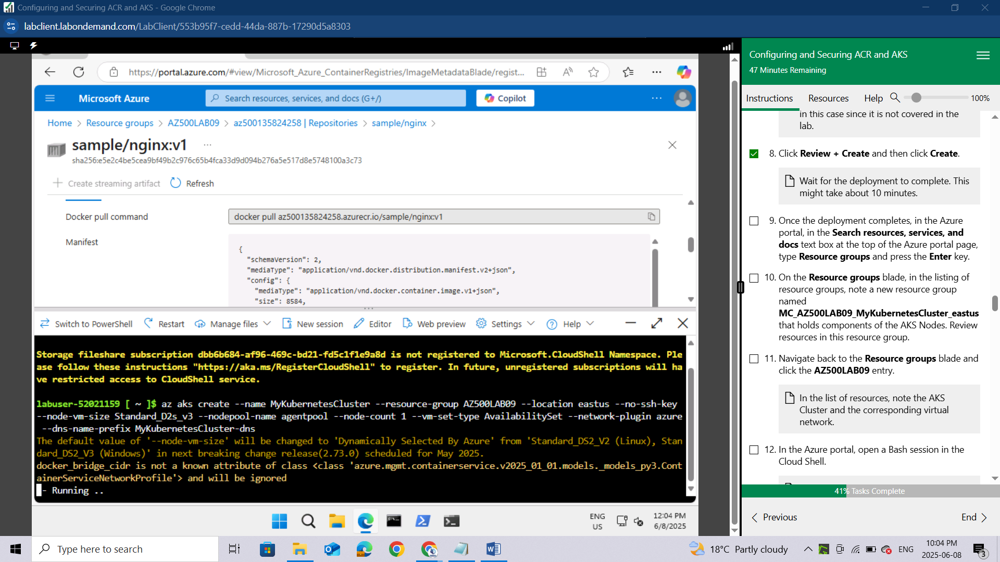 Configuring and Securing ACR and AKS - Google Chrome
labclient.labondemand.com/LabClient/553b95f7-cedd-44da-887b-17290d5a8303
https://portal.azure.com/#view/Microsoft_Azure_ContainerRegistries/ImageMetadataBlade/regist...
Microsoft Azure
Search resources, services, and docs (G+/)
Copilot
Home > Resource groups > AZ500LAB09 > az500135824258 | Repositories > sample/nginx >
sample/nginx:v1
sha256:e5e2c4be5cea9bf49b2c976c65b4fca33d9d094b276a5e517d8e5748100a3c73
Create streaming artifact
Refresh
Docker pull command
docker pull az500135824258.azurecr.io/sample/nginx:v1
Manifest
{
"schemaVersion": 2,
"mediaType": "application/vnd.docker.distribution.manifest.v2+json",
"config": {
"mediaType": "application/vnd.docker.container.image.v1+json",
"size": 8584,
Switch to PowerShell
Restart
Manage files
New session
Editor
Web preview
Settings
Help
Storage fileshare subscription dbb6b684-af96-469c-bd21-fd5c1f1e9a8d is not registered to Microsoft.CloudShell Namespace. Ple
ase follow these instructions "https://aka.ms/RegisterCloudShell" to register. In future, unregistered subscriptions will ha
ve restricted access to CloudShell service.
labuser-52021159 [ ~ ]$ az aks create --name MyKubernetesCluster --resource-group AZ500LAB09 --location eastus --no-ssh-key
--node-vm-size Standard_D2s_v3 --nodepool-name agentpool --node-count 1 --vm-set-type AvailabilitySet --network-plugin azure
--dns-name-prefix MyKubernetesCluster-dns
The default value of '--node-vm-size' will be changed to 'Dynamically Selected By Azure' from 'Standard_DS2_V2 (Linux), Stan
dard_DS2_V3 (Windows)' in next breaking change release(2.73.0) scheduled for May 2025.
docker_bridge_cidr is not a known attribute of class <class 'azure.mgmt.containerservice.v2025_01_01.models._models_py3.Cont
ainerServiceNetworkProfile'> and will be ignored
- Running ..
ENG
US
12:04 PM
6/8/2025
Configuring and Securing ACR and AKS
47 Minutes Remaining
Instructions
Resources
Help
100%
in this case since it is not covered in the
lab.
8. Click Review + Create and then click Create.
Wait for the deployment to complete. This
might take about 10 minutes.
9. Once the deployment completes, in the Azure
portal, in the Search resources, services, and
docs text box at the top of the Azure portal page,
type Resource groups and press the Enter key.
10. On the Resource groups blade, in the listing of
resource groups, note a new resource group
named
MC_AZ500LAB09_MyKubernetesCluster_eastus
that holds components of the AKS Nodes. Review
resources in this resource group.
11. Navigate back to the Resource groups blade and
click the AZ500LAB09 entry.
In the list of resources, note the AKS
Cluster and the corresponding virtual
network.
12. In the Azure portal, open a Bash session in the
Cloud Shell.
41% Tasks Complete
Previous
End
Type here to search
18°C Partly cloudy
ENG
10:04 PM
2025-06-08
3